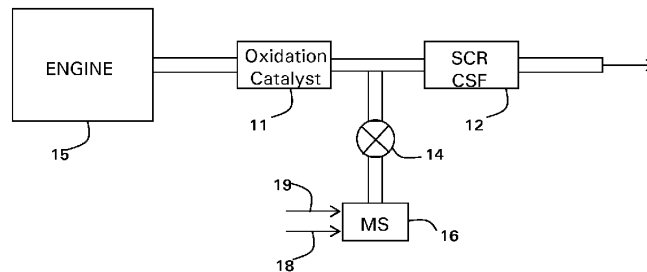 ENGINE
Oxidation
Catalyst
SCR
CSF
15
11
12
14
19
MS
16
18